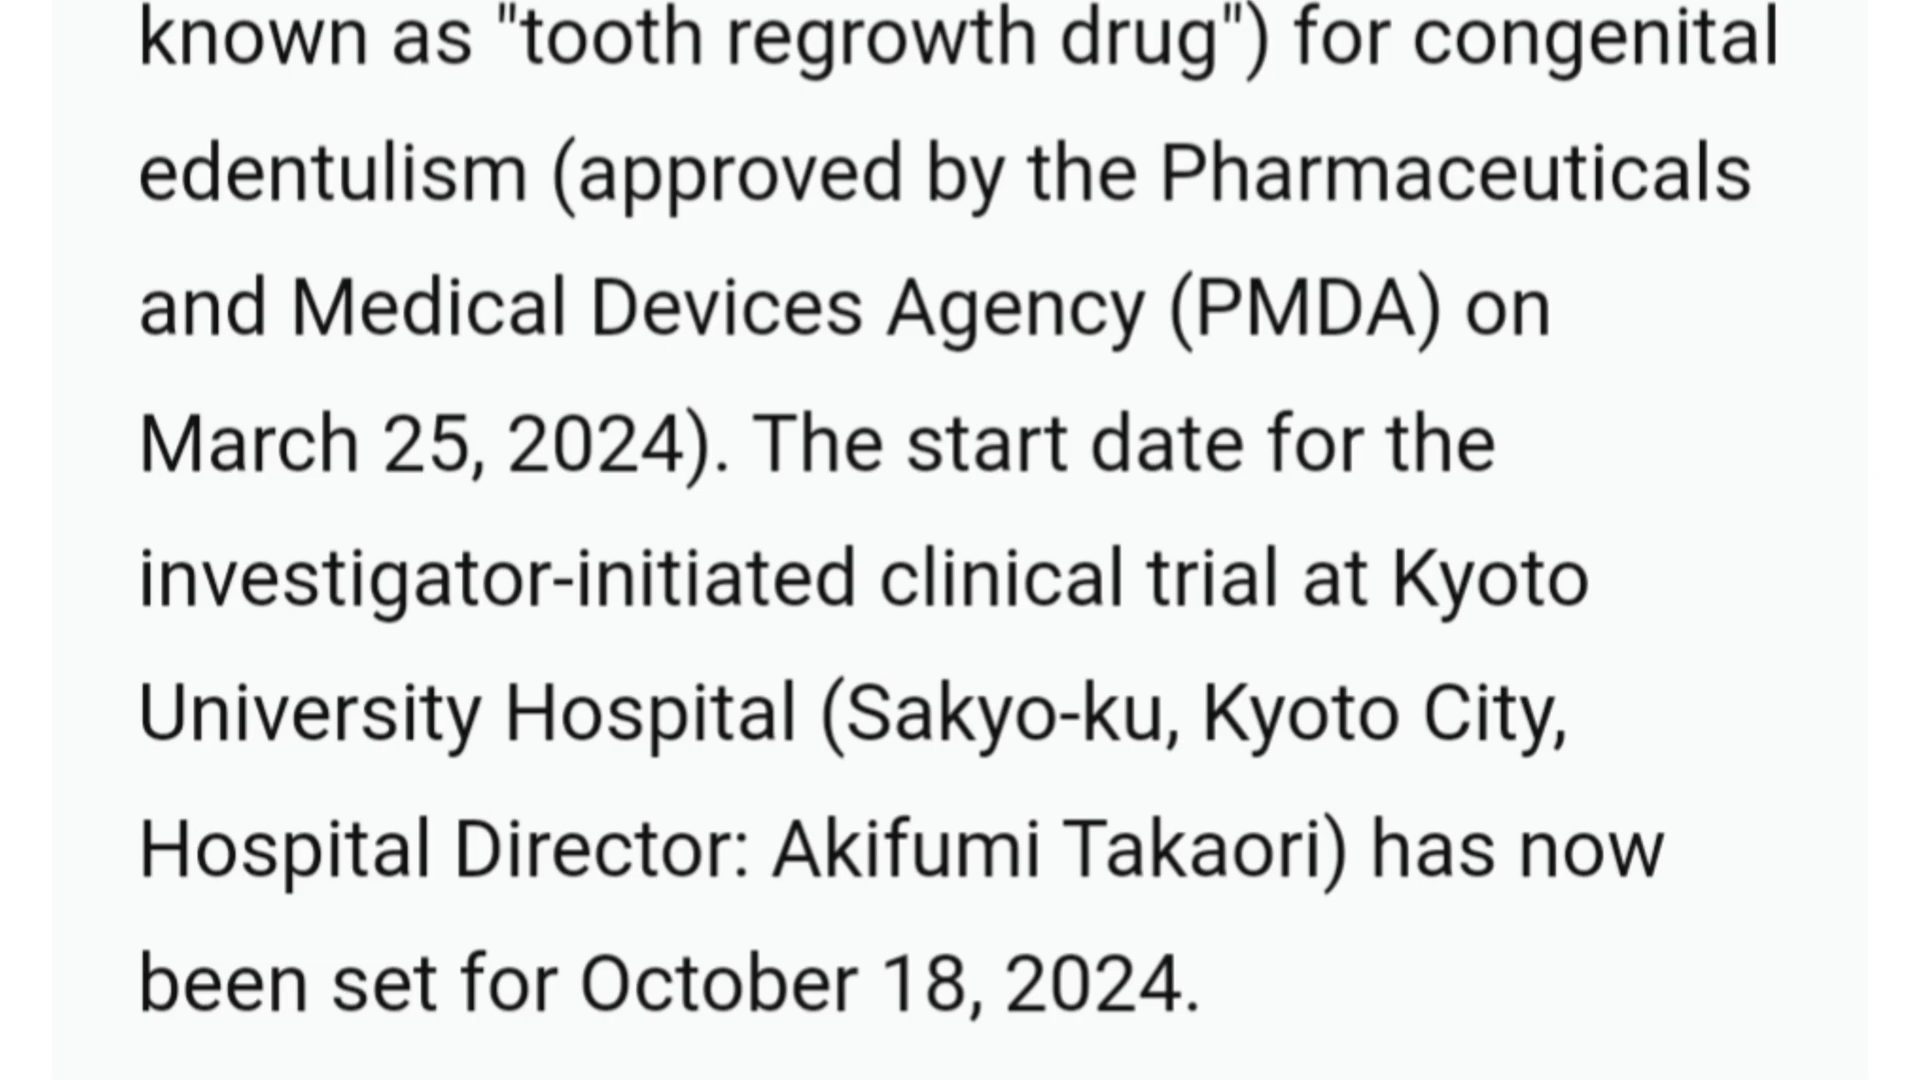 known as "tooth regrowth drug") for congenital
edentulism (approved by the Pharmaceuticals
and Medical Devices Agency (PMDA) on
March 25, 2024). The start date for the
investigator-initiated clinical trial at Kyoto
University Hospital (Sakyo-ku, Kyoto City,
Hospital Director: Akifumi Takaori) has now
been set for October 18, 2024.